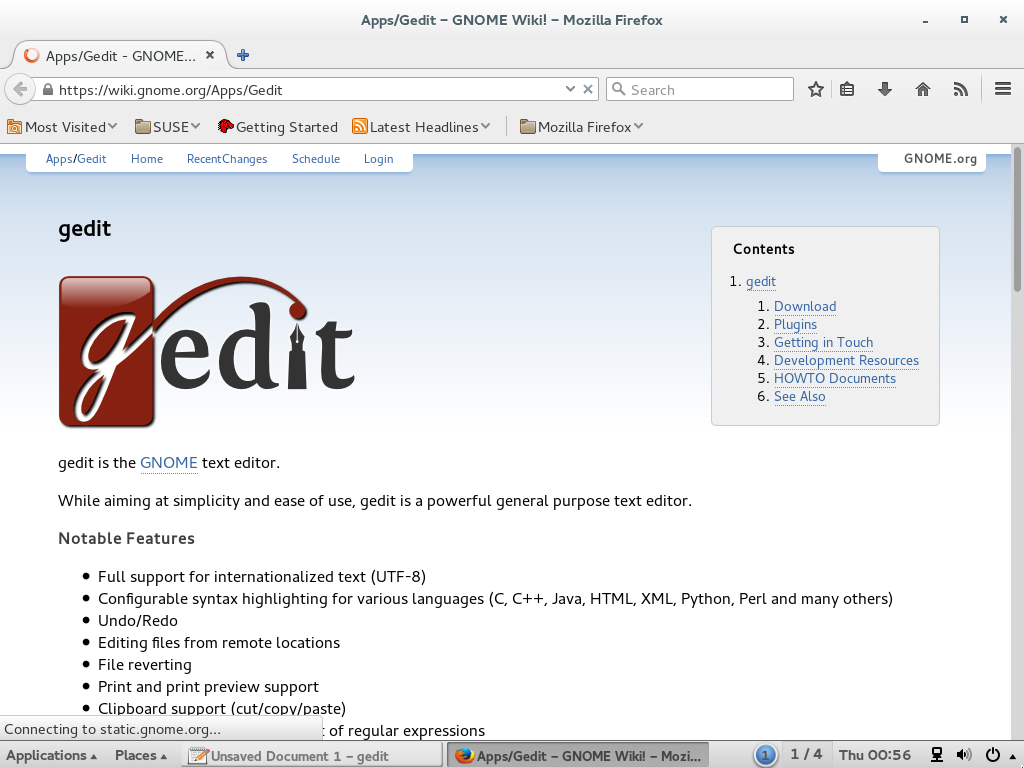 Apps/Gedit – GNOME Wiki! – Mozilla Firefox
Apps/Gedit - GNOME...
https://wiki.gnome.org/Apps/Gedit
Search
Most Visited SUSE Getting Started Latest Headlines Mozilla Firefox
Apps/Gedit Home RecentChanges Schedule Login GNOME.org
gedit
Contents
1. gedit
1. Download
2. Plugins
3. Getting in Touch
4. Development Resources
5. HOWTO Documents
6. See Also
gedit
gedit is the GNOME text editor.
While aiming at simplicity and ease of use, gedit is a powerful general purpose text editor.
Notable Features
Full support for internationalized text (UTF-8)
Configurable syntax highlighting for various languages (C, C++, Java, HTML, XML, Python, Perl and many others)
Undo/Redo
Editing files from remote locations
File reverting
Print and print preview support
Clipboard support (cut/copy/paste)
t of regular expressions
Connecting to static.gnome.org...
Applications Places Unsaved Document 1 – gedit Apps/Gedit – GNOME Wiki! – Mozi... 1 1 / 4 Thu 00:56